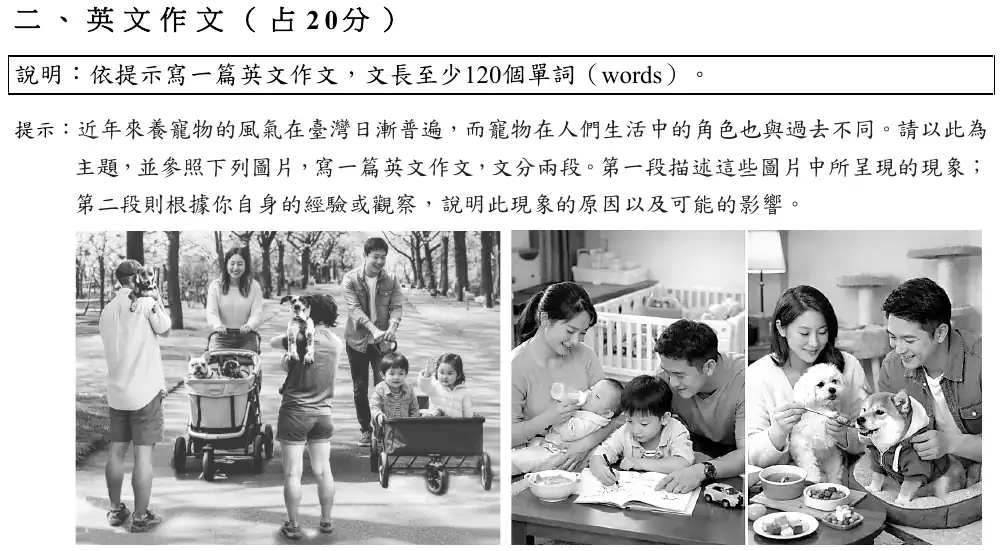 二、英文作文（占20分）
說明：依提示寫一篇英文作文，文長至少120個單詞（words）。
提示：近年來養寵物的風氣在臺灣日漸普遍，而寵物在人們生活中的角色也與過去不同。請以此為
主題，並參照下列圖片，寫一篇英文作文，文分兩段。第一段描述這些圖片中所呈現的現象；
第二段則根據你自身的經驗或觀察，說明此現象的原因以及可能的影響。